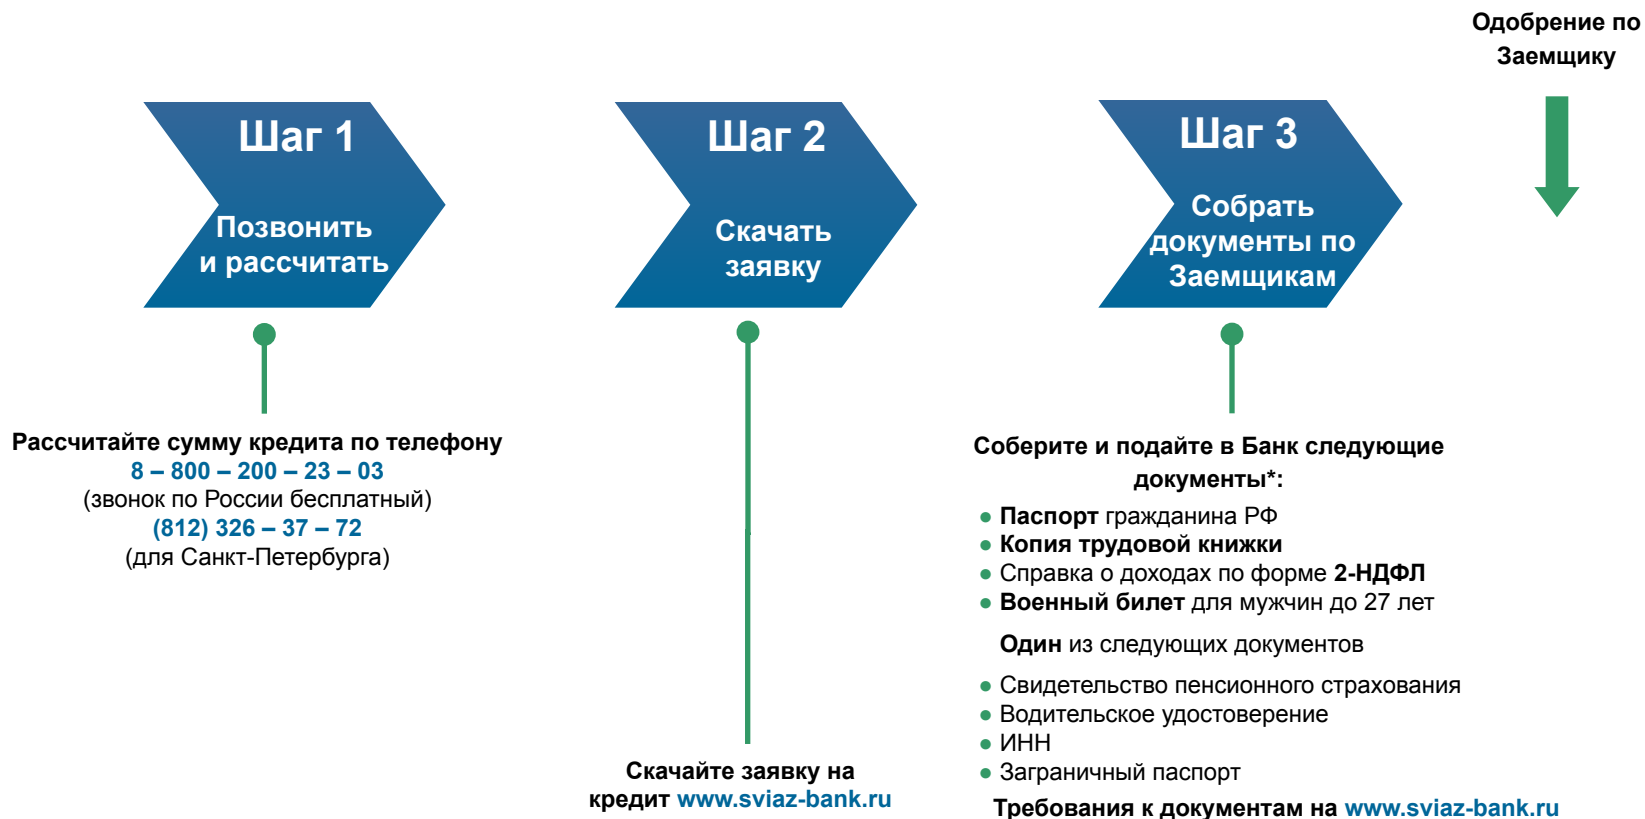 Одобрение по
Заемщику
Шаг 1
Позвонить
и рассчитать
Шаг 2
Скачать
заявку
Шаг 3
Собрать
документы по
Заемщикам
Рассчитайте сумму кредита по телефону
8 – 800 – 200 – 23 – 03
(звонок по России бесплатный)
(812) 326 – 37 – 72
(для Санкт-Петербурга)
Скачайте заявку на
кредит www.sviaz-bank.ru
Соберите и подайте в Банк следующие
документы*:
● Паспорт гражданина РФ
● Копия трудовой книжки
● Справка о доходах по форме 2-НДФЛ
● Военный билет для мужчин до 27 лет
Один из следующих документов
● Свидетельство пенсионного страхования
● Водительское удостоверение
● ИНН
● Заграничный паспорт
Требования к документам на www.sviaz-bank.ru